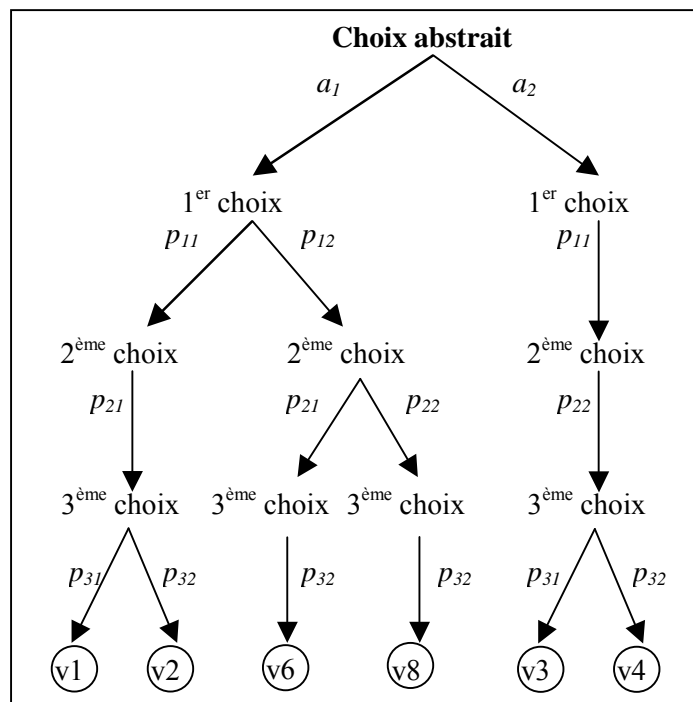 Choix abstrait
a1 a2
1er choix 1er choix
p11 p12 p11
2ème choix 2ème choix 2ème choix
p21 p21 p22 p22
3ème choix 3ème choix 3ème choix 3ème choix
p31 p32 p32 p32 p31 p32
v1 v2 v6 v8 v3 v4